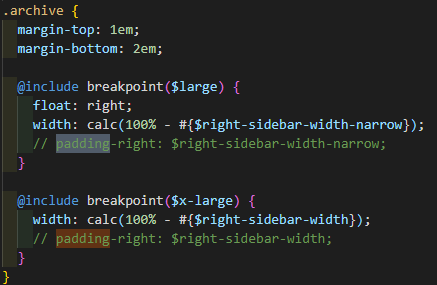 .archive {
margin-top: 1em;
margin-bottom: 2em;
@include breakpoint($large) {
float: right;
width: calc(100% - #{$right-sidebar-width-narrow});
// padding-right: $right-sidebar-width-narrow;
}
@include breakpoint($x-large) {
width: calc(100% - #{$right-sidebar-width});
// padding-right: $right-sidebar-width;
}
}